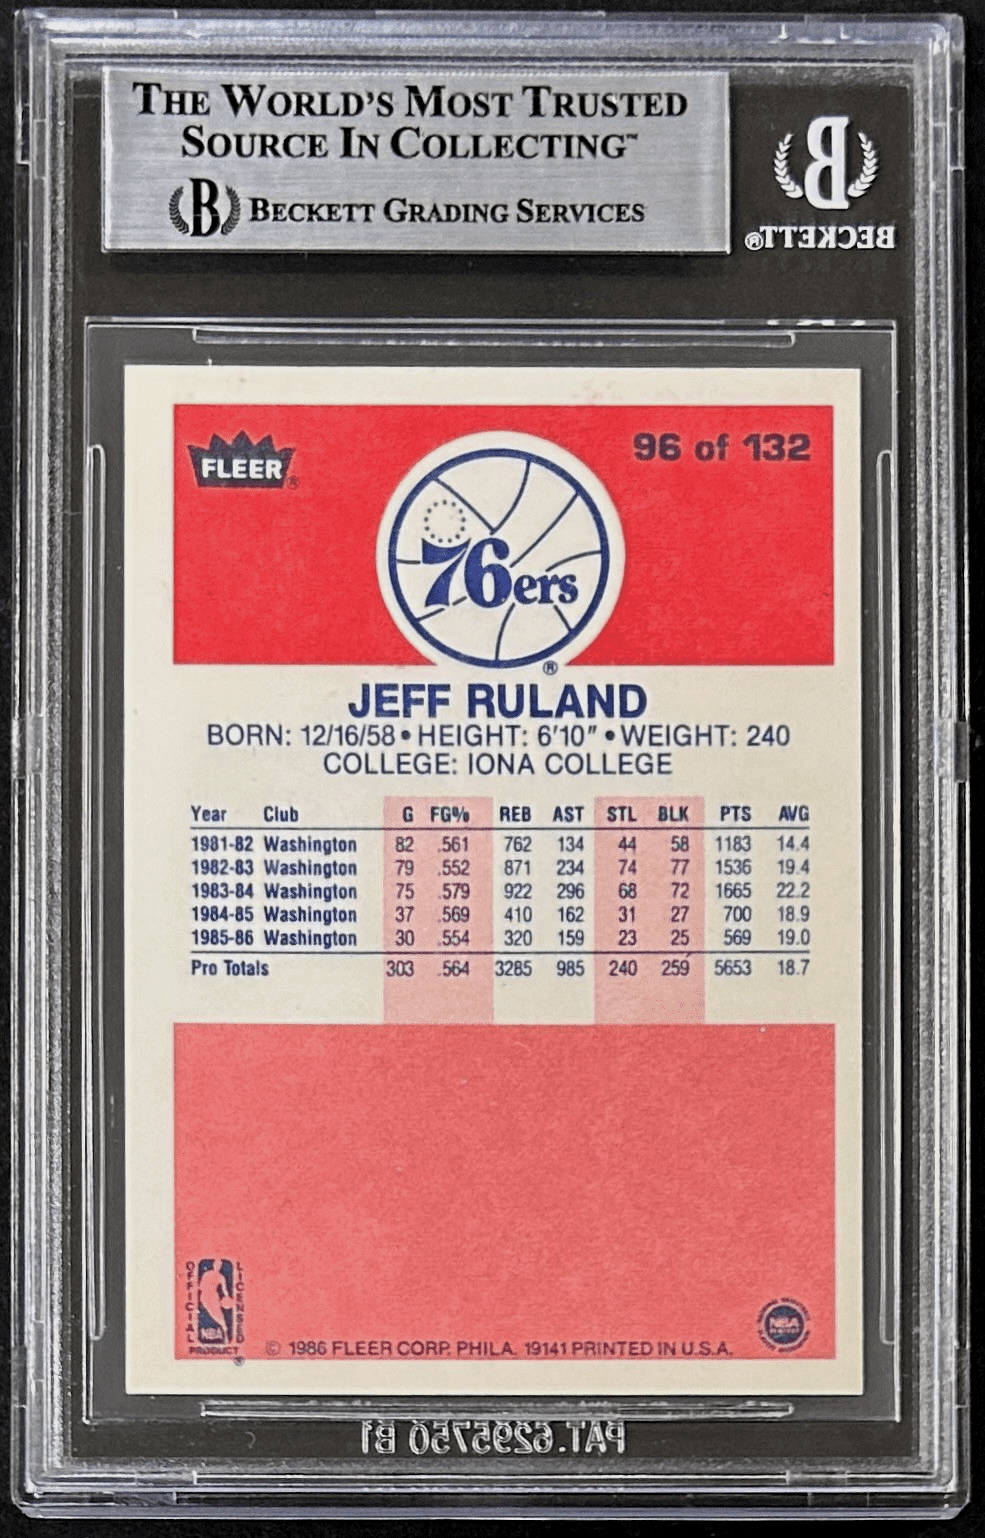 THE WORLD'S MOST TRUSTED
SOURCE IN COLLECTING™
B BECKETT GRADING SERVICES
B
BECKETT®
FLEER®
96 of 132
76ers®
JEFF RULAND
BORN: 12/16/58 • HEIGHT: 6'10" • WEIGHT: 240
COLLEGE: IONA COLLEGE
Year Club G FG% REB AST STL BLK PTS AVG
1981-82 Washington 82 .561 762 134 44 58 1183 14.4
1982-83 Washington 79 .552 871 234 74 77 1536 19.4
1983-84 Washington 75 .579 922 296 68 72 1665 22.2
1984-85 Washington 37 .569 410 162 31 27 700 18.9
1985-86 Washington 30 .554 320 159 23 25 569 19.0
Pro Totals 303 .564 3285 985 240 259 5653 18.7
OFFICIAL LICENSED
NBA
PRODUCT®
© 1986 FLEER CORP. PHILA. 19141 PRINTED IN U.S.A.
NBA
PAT.6295750 B1